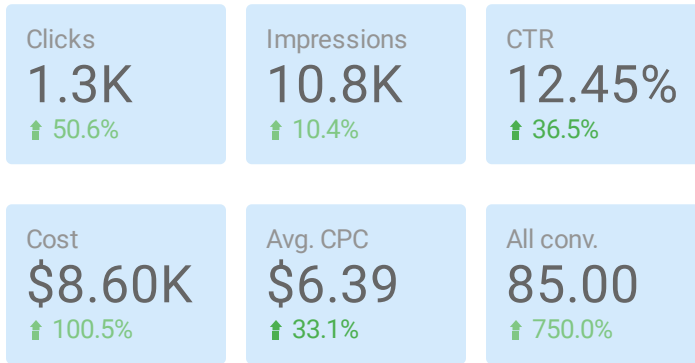 Clicks
1.3K
50.6%
Impressions
10.8K
10.4%
CTR
12.45%
36.5%
Cost
$8.60K
100.5%
Avg. CPC
$6.39
33.1%
All conv.
85.00
750.0%